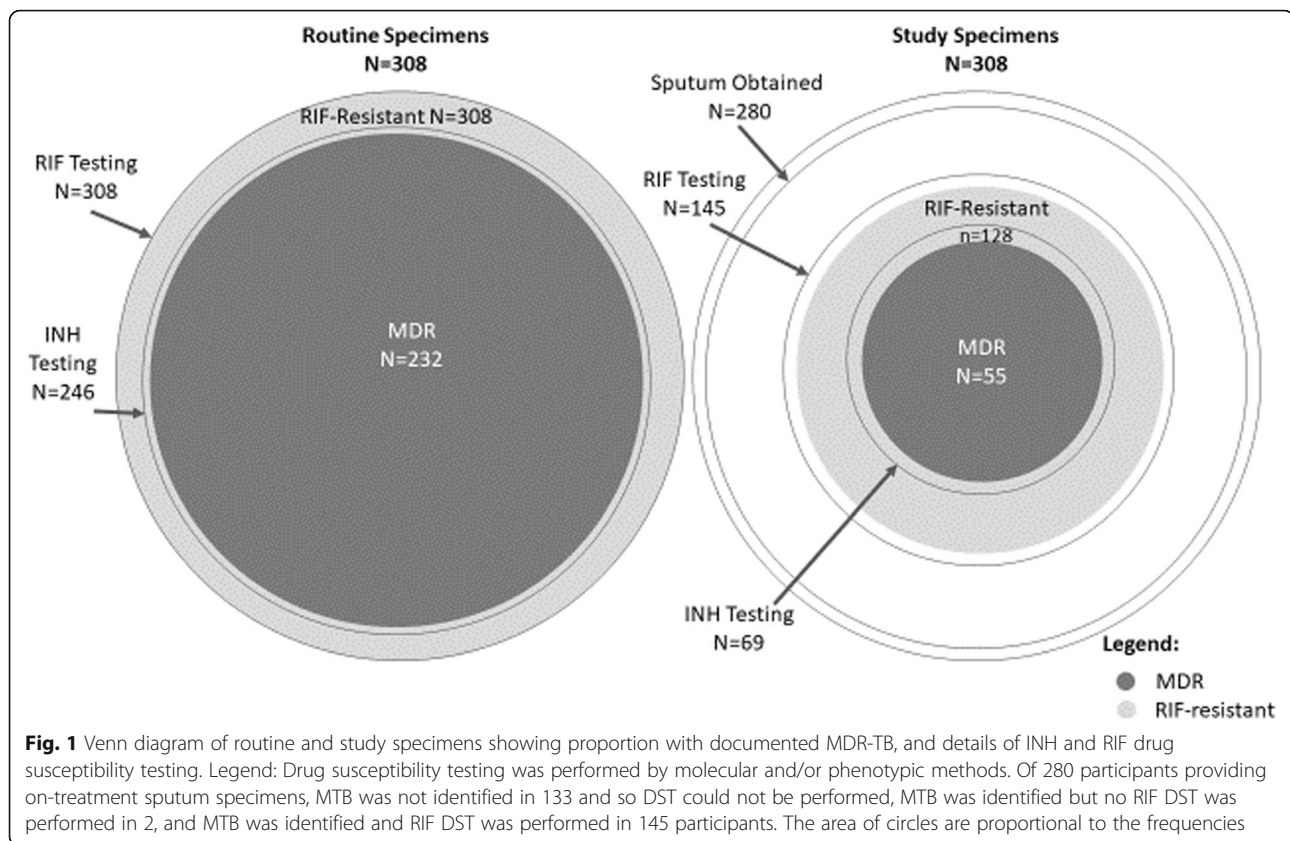 Routine Specimens
N=308
RIF-Resistant N=308
RIF Testing
N=308
INH
Testing
N=246
MDR
N=232
Study Specimens
N=308
Sputum Obtained
N=280
RIF Testing
N=145
RIF-Resistant
n=128
MDR
N=55
INH Testing
N=69
Legend:
MDR
RIF-resistant
Fig. 1 Venn diagram of routine and study specimens showing proportion with documented MDR-TB, and details of INH and RIF drug
susceptibility testing. Legend: Drug susceptibility testing was performed by molecular and/or phenotypic methods. Of 280 participants providing
on-treatment sputum specimens, MTB was not identified in 133 and so DST could not be performed, MTB was identified but no RIF DST was
performed in 2, and MTB was identified and RIF DST was performed in 145 participants. The area of circles are proportional to the frequencies